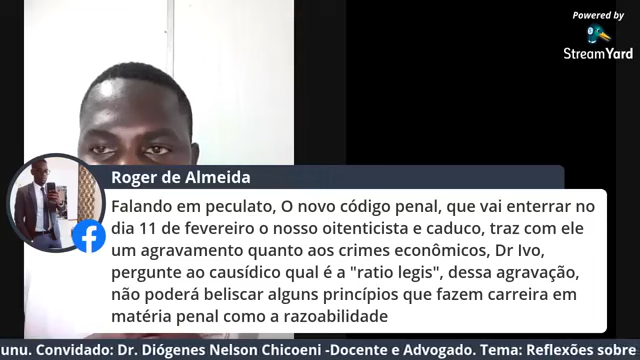 Powered by
StreamYard
Roger de Almeida
Falando em peculato, O novo código penal, que vai enterrar no
dia 11 de fevereiro o nosso oitenticista e caduco, traz com ele
um agravamento quanto aos crimes econômicos, Dr Ivo,
pergunte ao causídico qual é a "ratio legis", dessa agravação,
não poderá beliscar alguns princípios que fazem carreira em
matéria penal como a razoabilidade
unu. Convidado: Dr. Diógenes Nelson Chicoeni -Docente e Advogado. Tema: Reflexões sobre